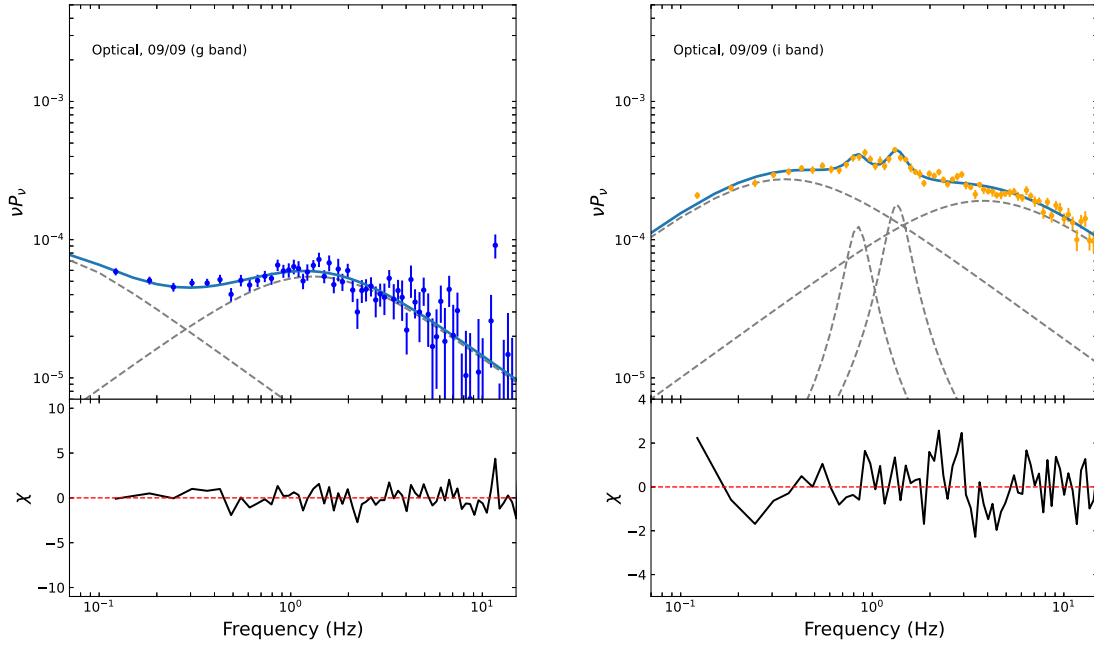 Optical, 09/09 (g band)
10⁻³
10⁻⁴
10⁻⁵
νPᵥ
10
5
0
−5
−10
χ
10⁻¹
10⁰
10¹
Frequency (Hz)
Optical, 09/09 (i band)
10⁻³
10⁻⁴
10⁻⁵
νPᵥ
4
2
0
−2
−4
χ
10⁻¹
10⁰
10¹
Frequency (Hz)